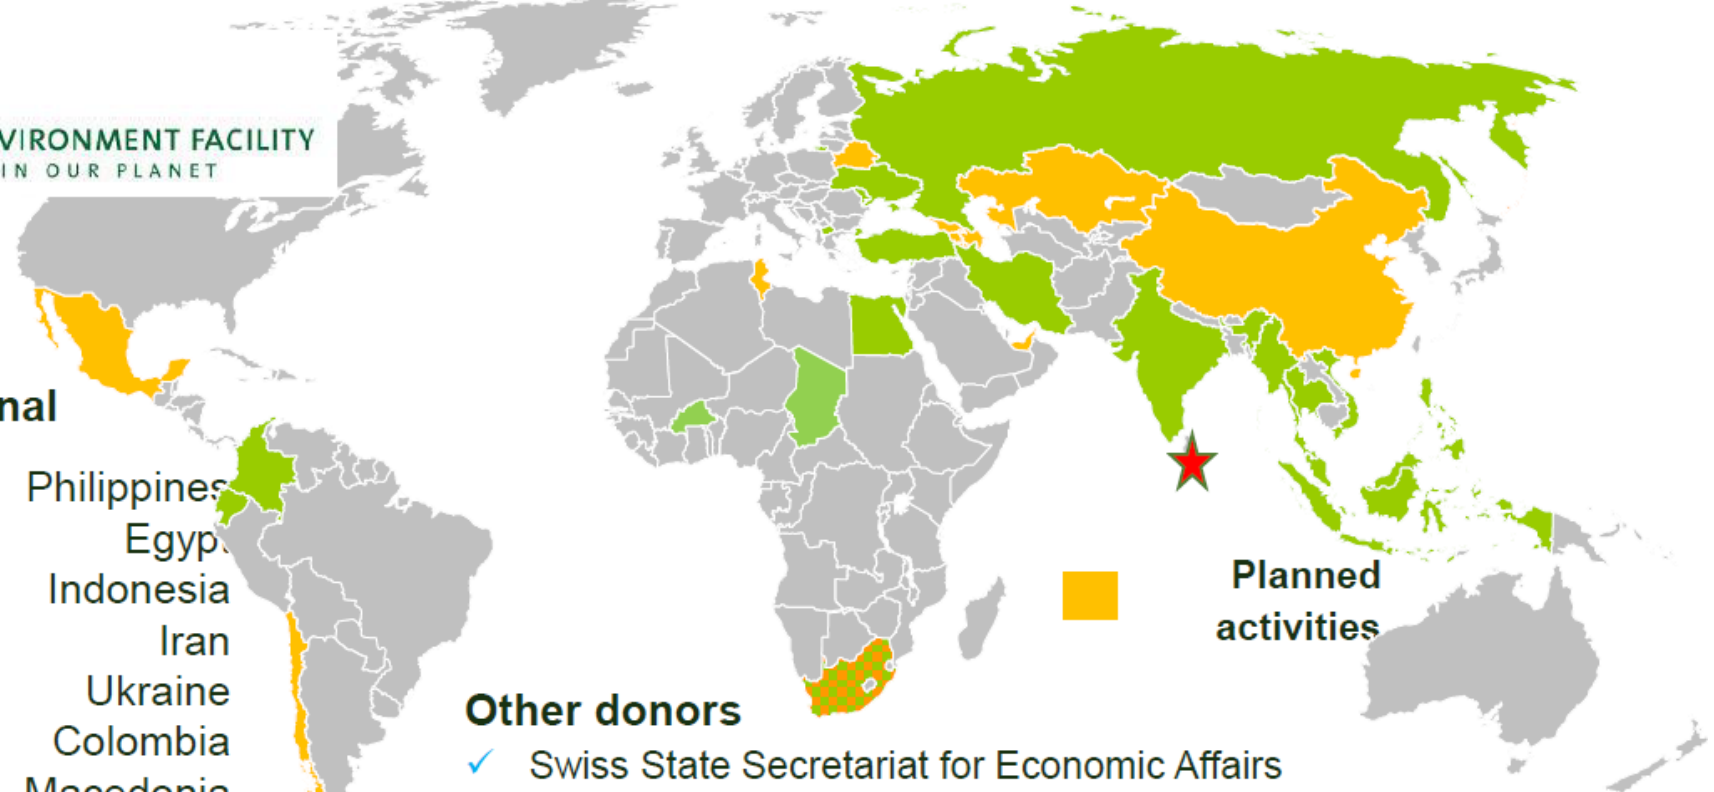 VIRONMENT FACILITY
IN OUR PLANET
nal
Philippines
Egypt
Indonesia
Iran
Ukraine
Colombia
Macedonia
Planned
activities
Other donors
✓ Swiss State Secretariat for Economic Affairs